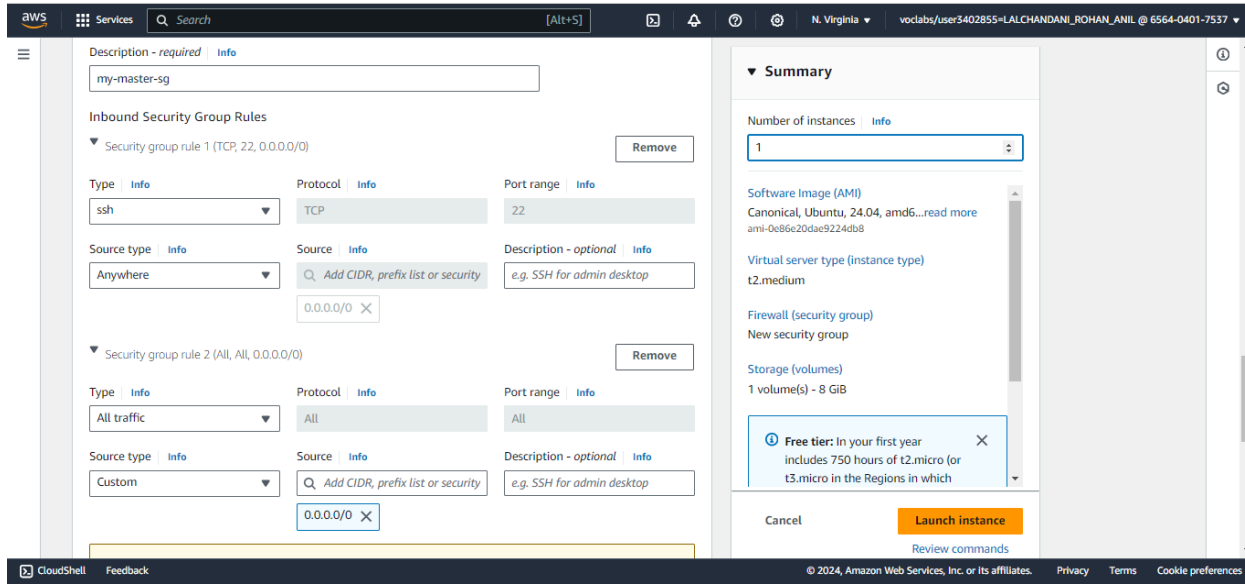 aws Services Search [Alt+S] N. Virginia voclabs/user3402855=LALCHANDANI_ROHAN_ANIL @ 6564-0401-7537
Description - required Info
my-master-sg
Inbound Security Group Rules
Security group rule 1 (TCP, 22, 0.0.0.0/0) Remove
Type Info Protocol Info Port range Info
ssh TCP 22
Source type Info Source Info Description - optional Info
Anywhere Add CIDR, prefix list or security e.g. SSH for admin desktop
0.0.0.0/0
Security group rule 2 (All, All, 0.0.0.0/0) Remove
Type Info Protocol Info Port range Info
All traffic All All
Source type Info Source Info Description - optional Info
Custom Add CIDR, prefix list or security e.g. SSH for admin desktop
0.0.0.0/0
Summary
Number of instances Info
1
Software Image (AMI)
Canonical, Ubuntu, 24.04, amd6...read more
ami-0e86e20dae9224db8
Virtual server type (instance type)
t2.medium
Firewall (security group)
New security group
Storage (volumes)
1 volume(s) - 8 GiB
Free tier: In your first year
includes 750 hours of t2.micro (or
t3.micro in the Regions in which
Cancel Launch instance
Review commands
CloudShell Feedback © 2024, Amazon Web Services, Inc. or its affiliates. Privacy Terms Cookie preferences